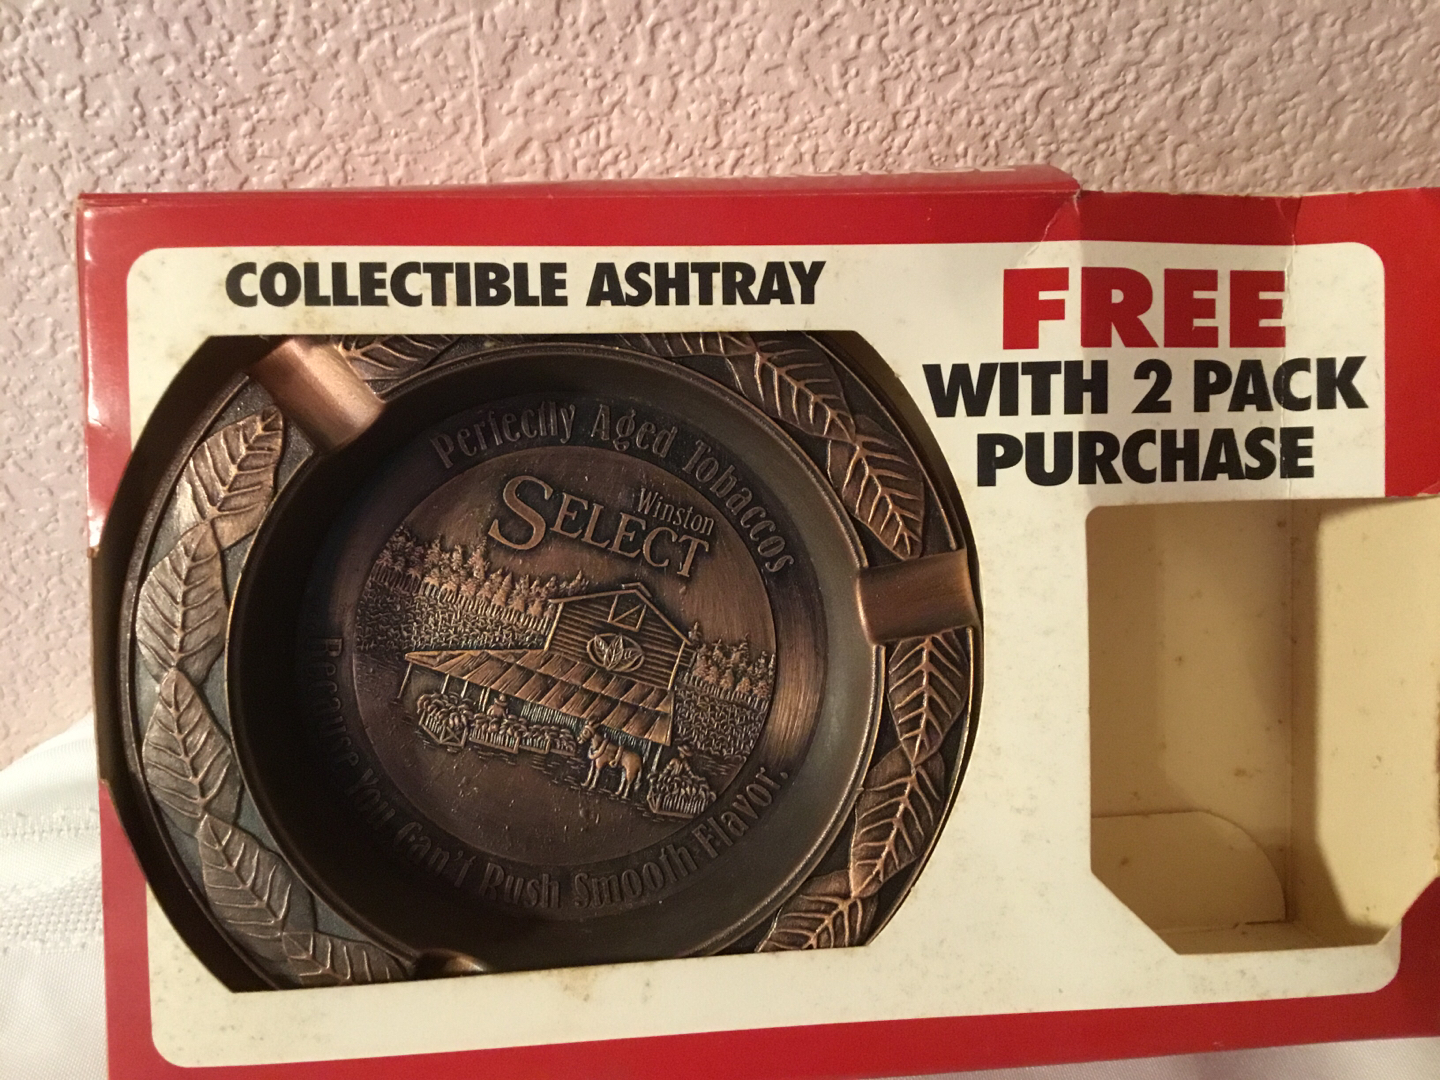 COLLECTIBLE ASHTRAY
FREE
WITH 2 PACK
PURCHASE
Perfectly Aged Tobaccos
Winston
SELECT
Because You Can't Rush Smooth Flavor.